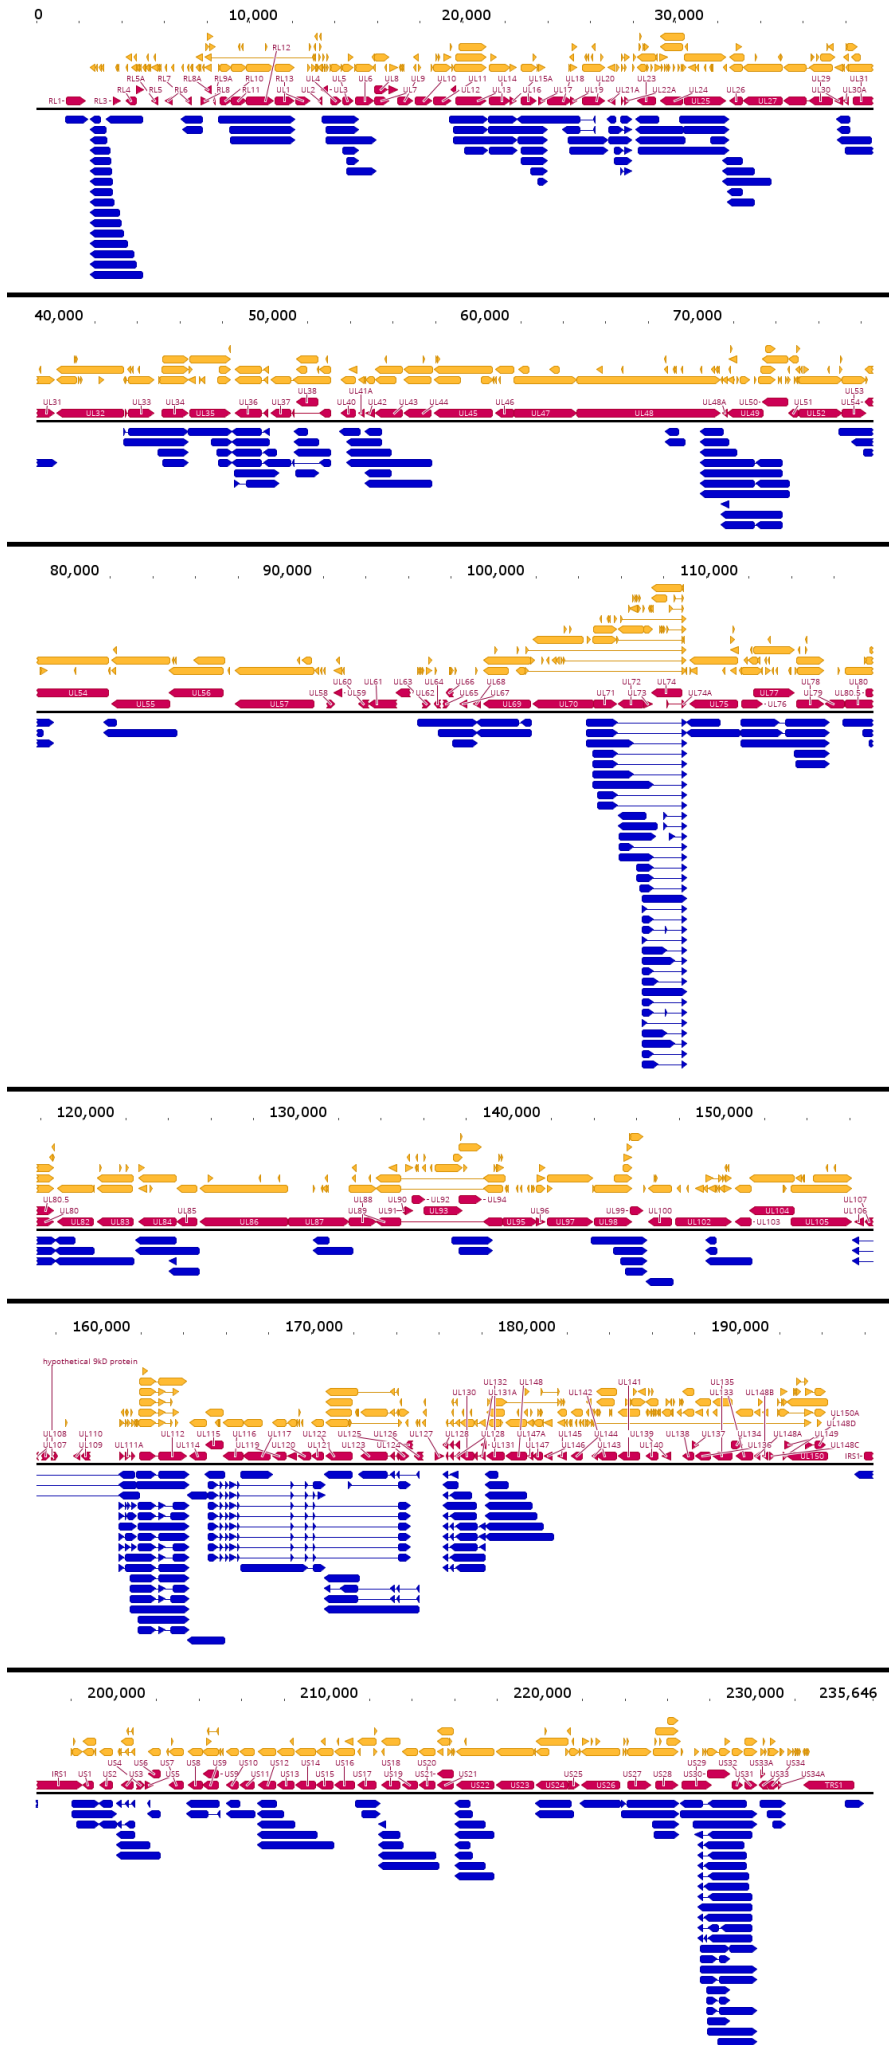 0 10,000 20,000 30,000
RL12
RL5A RL7 RL8A RL9A RL10 RL13 UL4 UL5 UL6 UL8 UL9 UL10 UL11 UL14 UL15A UL18 UL20 UL23 UL29 UL31
RL4 RL5 RL6 RL8 RL11 UL1 UL2 UL3 UL7 UL12 UL13 UL16 UL17 UL19 UL21A UL22A UL24 UL26 UL30 UL30A
RL1 RL3 UL25 UL27
40,000 50,000 60,000 70,000
UL41A UL38 UL53
UL31 UL33 UL34 UL36 UL37 UL40 UL42 UL43 UL44 UL46 UL48A UL50 UL51 UL54
UL32 UL35 UL45 UL47 UL48 UL49 UL52
80,000 90,000 100,000 110,000
UL60 UL61 UL63 UL64 UL66 UL68 UL72 UL74 UL78 UL80
UL58 UL59 UL62 UL65 UL67 UL71 UL73 UL74A UL77 UL76 UL79 UL80.5
UL54 UL55 UL56 UL57 UL69 UL70 UL75
120,000 130,000 140,000 150,000
UL80.5 UL88 UL90 UL92 UL94 UL107
UL80 UL85 UL89 UL91 UL93 UL96 UL99 UL100 UL104 UL106
UL82 UL83 UL84 UL86 UL87 UL95 UL97 UL98 UL102 UL103 UL105
160,000 170,000 180,000 190,000
hypothetical 9kD protein
UL132 UL148 UL141 UL135
UL130 UL131A UL142 UL133 UL148B
UL150A
UL108 UL110 UL112 UL115 UL116 UL117 UL122 UL125 UL126 UL127 UL128 UL128 UL147A UL145 UL144 UL139 UL138 UL137 UL134 UL148A UL149 UL148D
UL107 UL109 UL111A UL114 UL119 UL120 UL121 UL123 UL124 UL131 UL147 UL146 UL143 UL140 UL136 UL148C
UL150 IRS1
200,000 210,000 220,000 230,000 235,646
US4 US6 US7 US9 US10 US12 US14 US16 US20 US29 US32 US33A US34
IRS1 US1 US2 US3 US5 US8 US9 US11 US13 US15 US17 US18 US19 US21 US21 US25 US27 US28 US30 US31 US33 US34A
US22 US23 US24 US26 TRS1